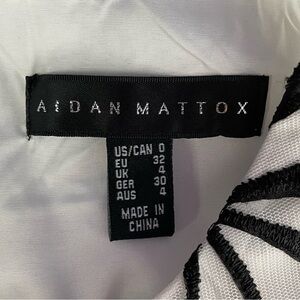 AIDAN MATTOX
US/CAN 0
EU 32
UK 4
GER 30
AUS 4
MADE IN
CHINA